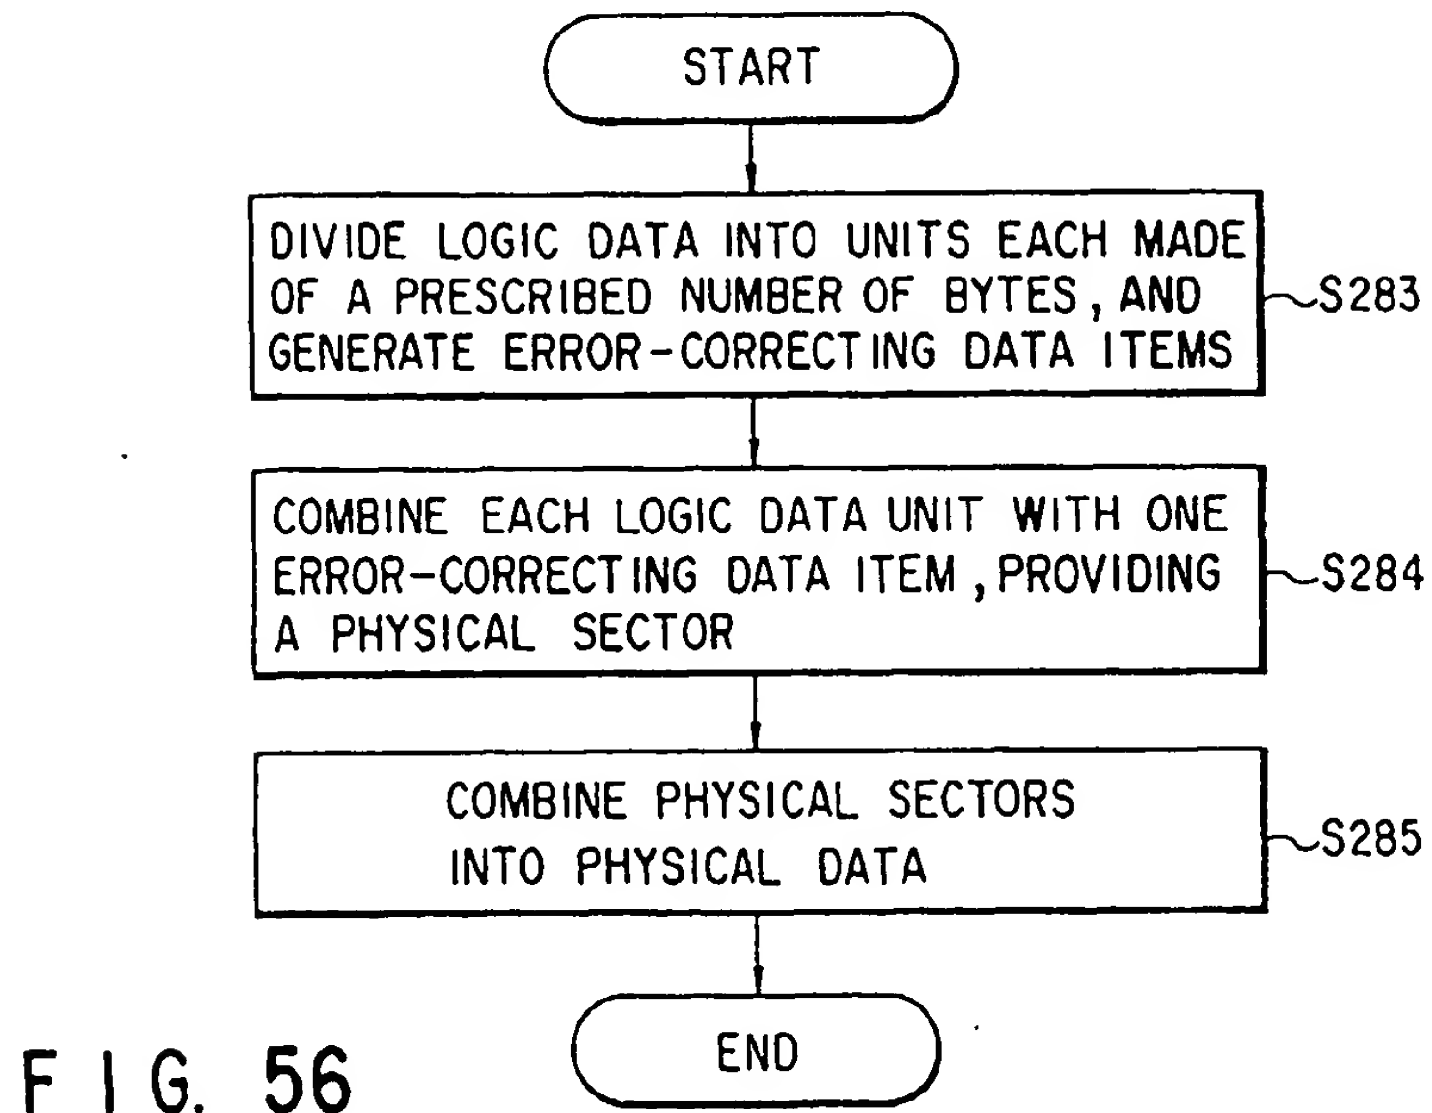 START
DIVIDE LOGIC DATA INTO UNITS EACH MADE
OF A PRESCRIBED NUMBER OF BYTES, AND
GENERATE ERROR-CORRECTING DATA ITEMS
S283
COMBINE EACH LOGIC DATA UNIT WITH ONE
ERROR-CORRECTING DATA ITEM, PROVIDING
A PHYSICAL SECTOR
S284
COMBINE PHYSICAL SECTORS
INTO PHYSICAL DATA
S285
END
FIG. 56